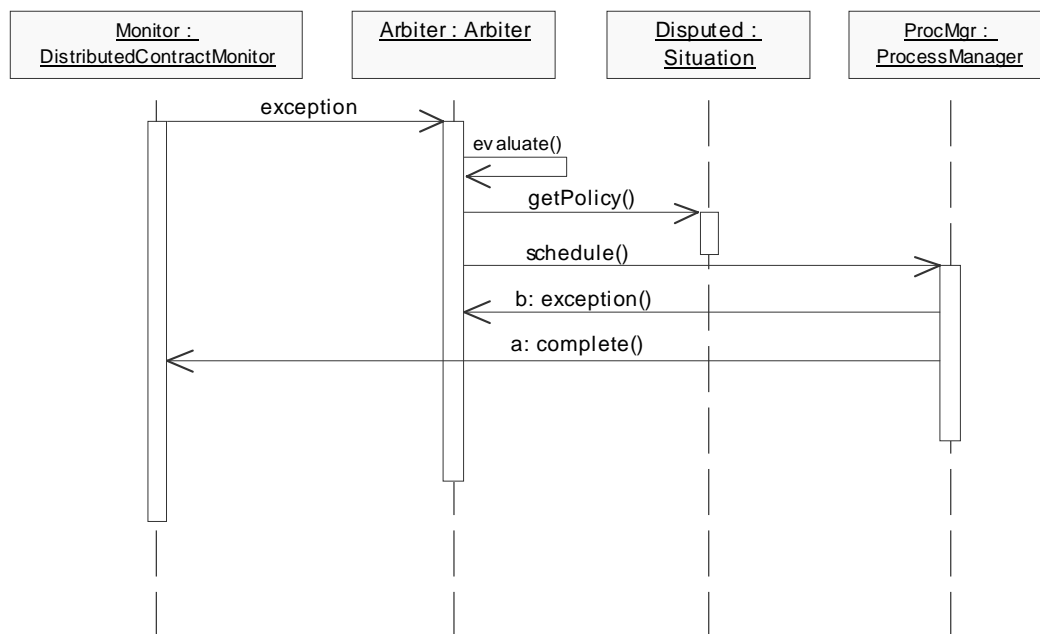 Monitor :
DistributedContractMonitor
Arbiter : Arbiter
Disputed :
Situation
ProcMgr :
ProcessManager
exception
evaluate()
getPolicy()
schedule()
b: exception()
a: complete()